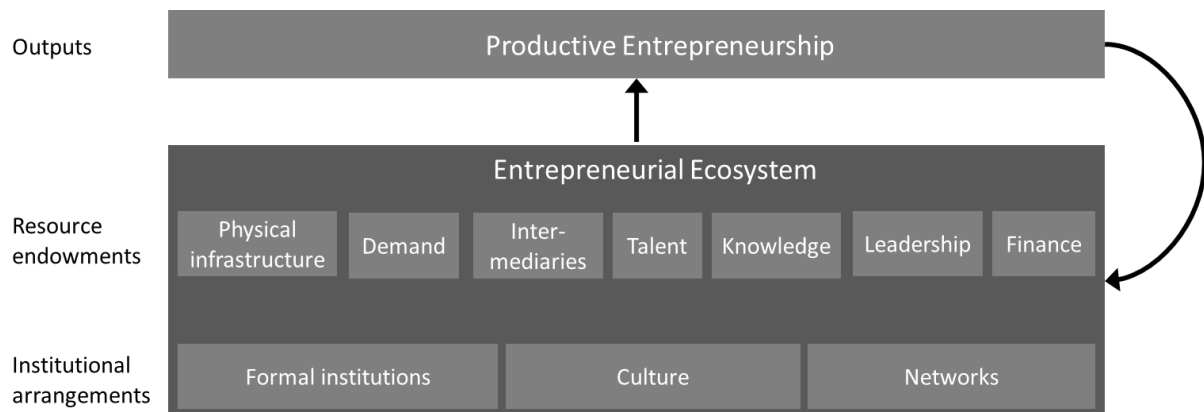 Outputs
Productive Entrepreneurship
Entrepreneurial Ecosystem
Resource
endowments
Physical
infrastructure
Demand
Inter-
mediaries
Talent
Knowledge
Leadership
Finance
Institutional
arrangements
Formal institutions
Culture
Networks